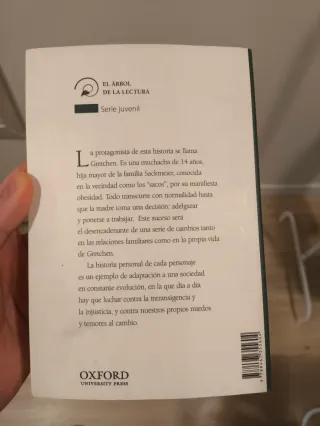 EL ÁRBOL
DE LA LECTURA
Serie Juvenil
La protagonista de esta historia se llama
Gretchen. Es una muchacha de 14 años,
hija mayor de la familia Sackmeier, conocida
en la vecindad como los "sacos", por su manifiesta
obesidad. Todo transcurre con normalidad hasta
que la madre toma una decisión: adelgazar
y ponerse a trabajar. Este suceso será
el desencadenante de una serie de cambios tanto
en las relaciones familiares como en la propia vida
de Gretchen.
La historia personal de cada personaje
es un ejemplo de adaptación a una sociedad
en constante evolución, en la que día a día
hay que luchar contra la intransigencia y
la injusticia, y contra nuestros propios miedos
y temores al cambio.
OXFORD
UNIVERSITY PRESS